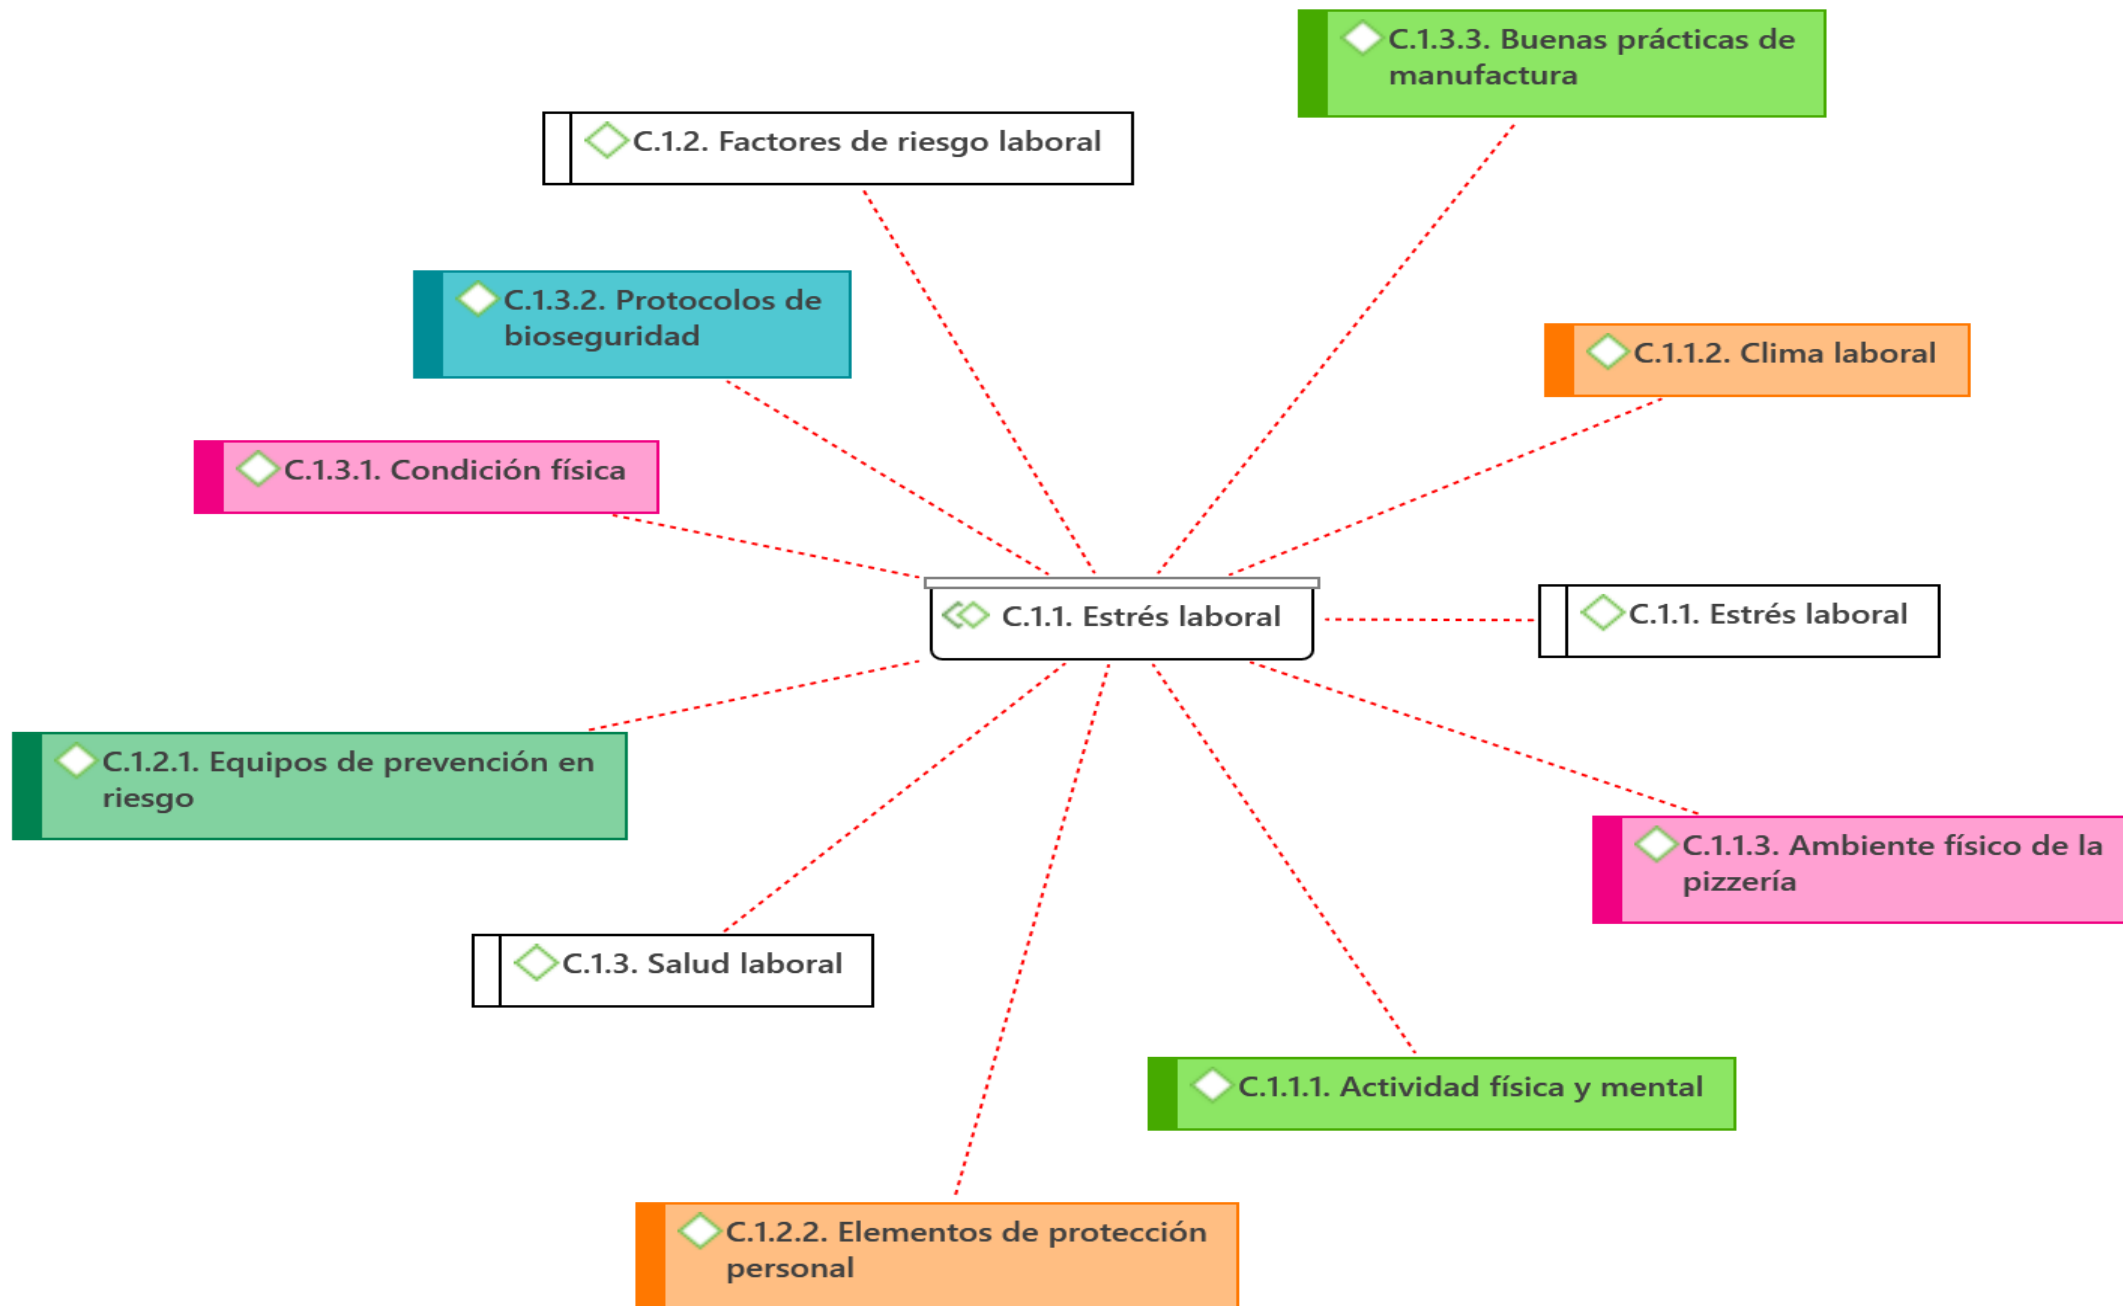 C.1.3.3. Buenas prácticas de
manufactura
C.1.2. Factores de riesgo laboral
C.1.3.2. Protocolos de
bioseguridad
C.1.1.2. Clima laboral
C.1.3.1. Condición física
C.1.1. Estrés laboral
C.1.1. Estrés laboral
C.1.2.1. Equipos de prevención en
riesgo
C.1.1.3. Ambiente físico de la
pizzería
C.1.3. Salud laboral
C.1.1.1. Actividad física y mental
C.1.2.2. Elementos de protección
personal